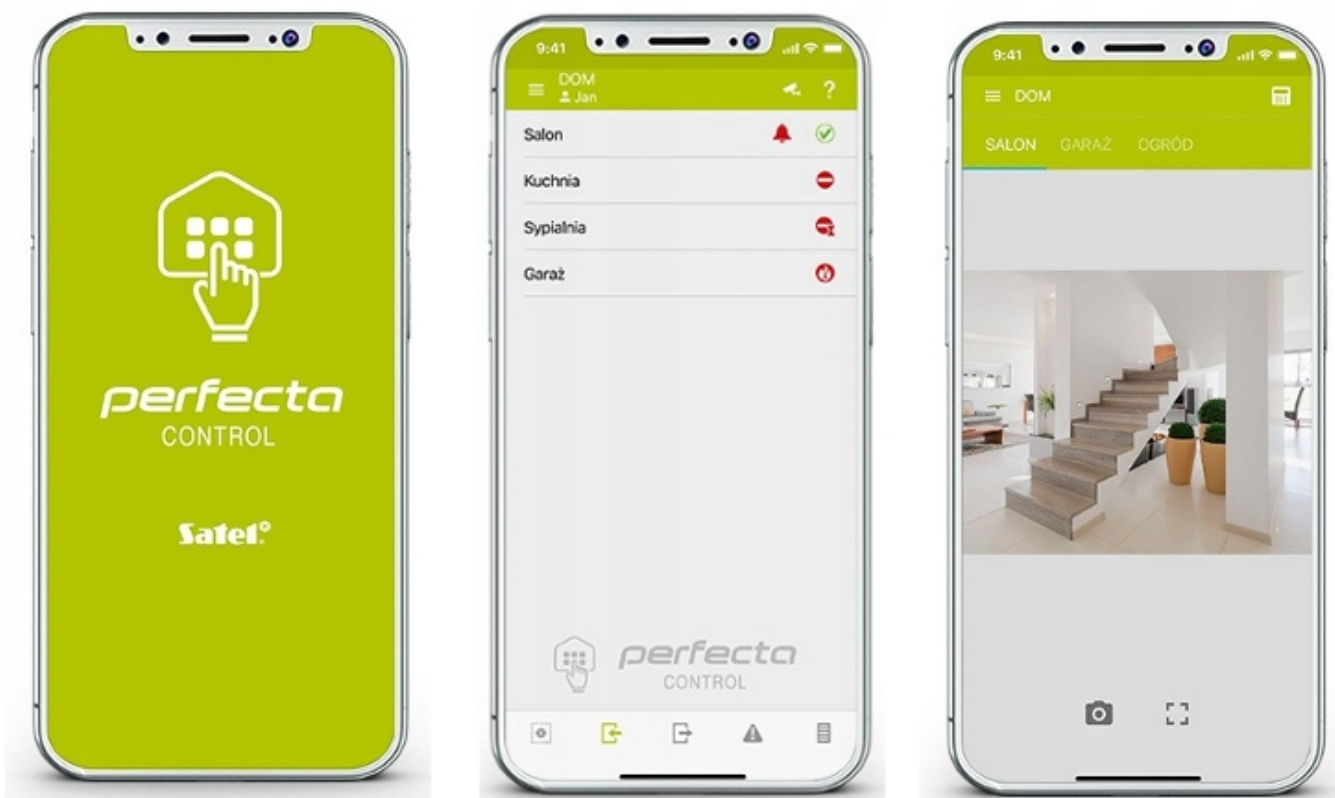 perfecta
CONTROL
Satel®
9:41
DOM
Jan
?
Salon
Kuchnia
Sypialnia
Garaż
perfecta
CONTROL
9:41
DOM
SALON GARAŻ OGRÓD